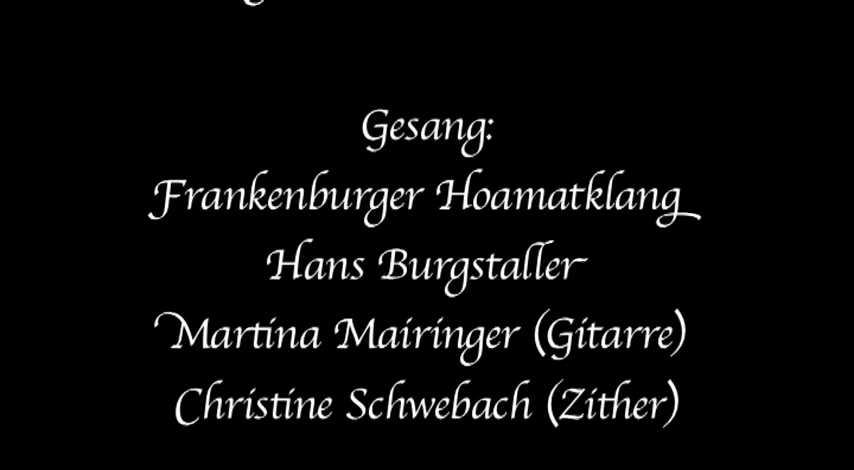 Gesang:
Frankenburger Hoamatklang
Hans Burgstaller
Martina Mairinger (Gitarre)
Christine Schwebach (Zither)